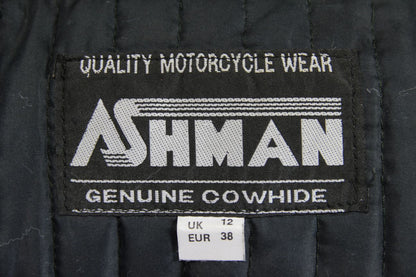 QUALITY MOTORCYCLE WEAR
ASHMAN
GENUINE COWHIDE
UK 12
EUR 38